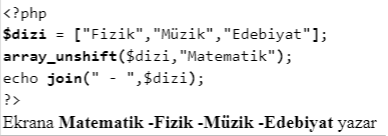 <?php
$dizi = ["Fizik","Müzik","Edebiyat"];
array_unshift($dizi,"Matematik");
echo join(" - ",$dizi);
?>
Ekrana Matematik -Fizik -Müzik -Edebiyat yazar